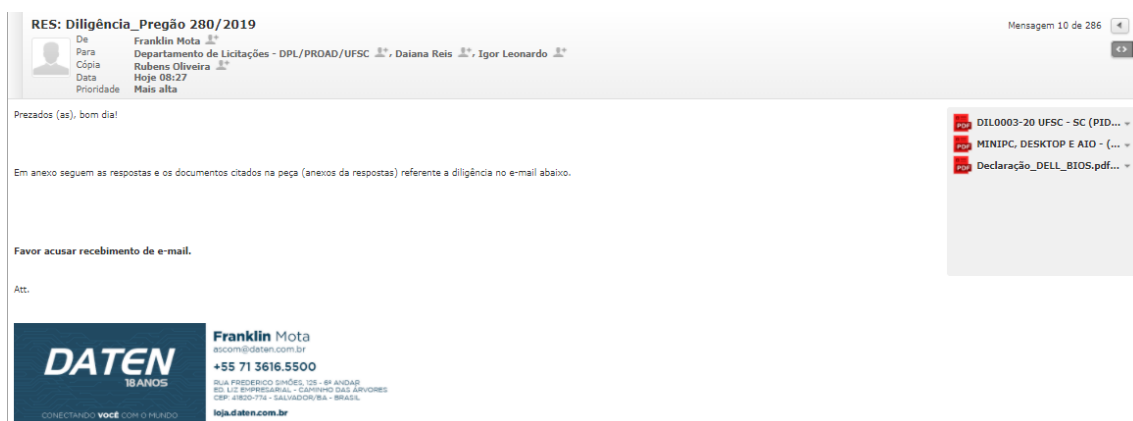 RES: Diligência_Pregão 280/2019
Mensagem 10 de 286
De Franklin Mota
Para Departamento de Licitações - DPL/PROAD/UFSC , Daiana Reis , Igor Leonardo
Cópia Rubens Oliveira
Data Hoje 08:27
Prioridade Mais alta
Prezados (as), bom dia!
DIL0003-20 UFSC - SC (PID...
MINIPC, DESKTOP E AIO - (...
Declaração_DELL_BIOS.pdf...
Em anexo seguem as respostas e os documentos citados na peça (anexos da respostas) referente a diligência no e-mail abaixo.
Favor acusar recebimento de e-mail.
Att.
DATEN
18 ANOS
CONECTANDO VOCÊ COM O MUNDO
Franklin Mota
ascom@daten.com.br
+55 71 3616.5500
RUA FREDERICO SIMÕES, 125 - 6º ANDAR
ED. LIZ EMPRESARIAL - CAMINHO DAS ÁRVORES
CEP: 41820-774 - SALVADOR/BA - BRASIL
loja.daten.com.br